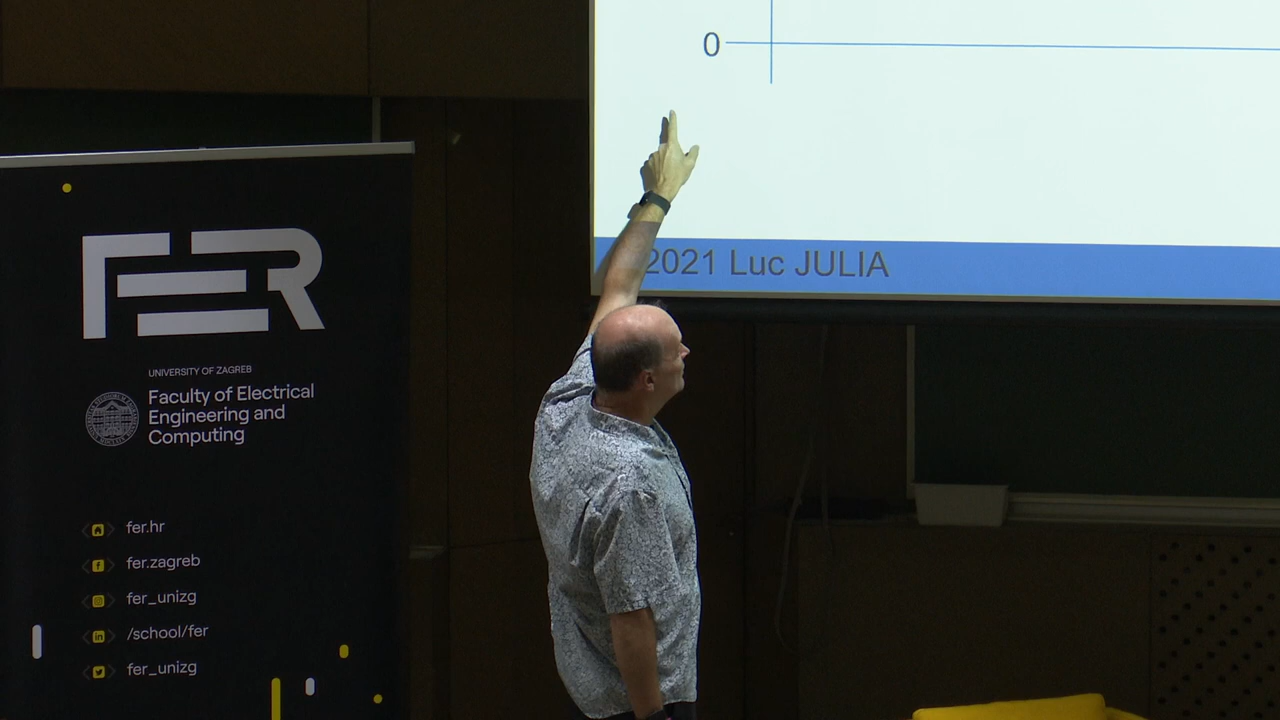 FER
UNIVERSITY OF ZAGREB
Faculty of Electrical
Engineering and
Computing
fer.hr
fer.zagreb
fer_unizg
/school/fer
fer_unizg
0
2021 Luc JULIA